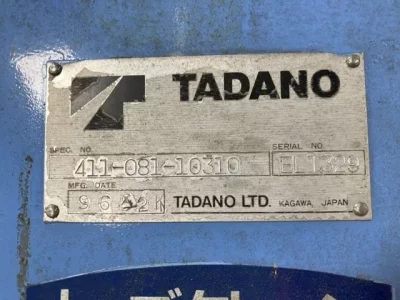 TADANO
SPEC. NO. SERIAL NO.
411-081-10310
MFG. DATE
TADANO LTD. KAGAWA, JAPAN